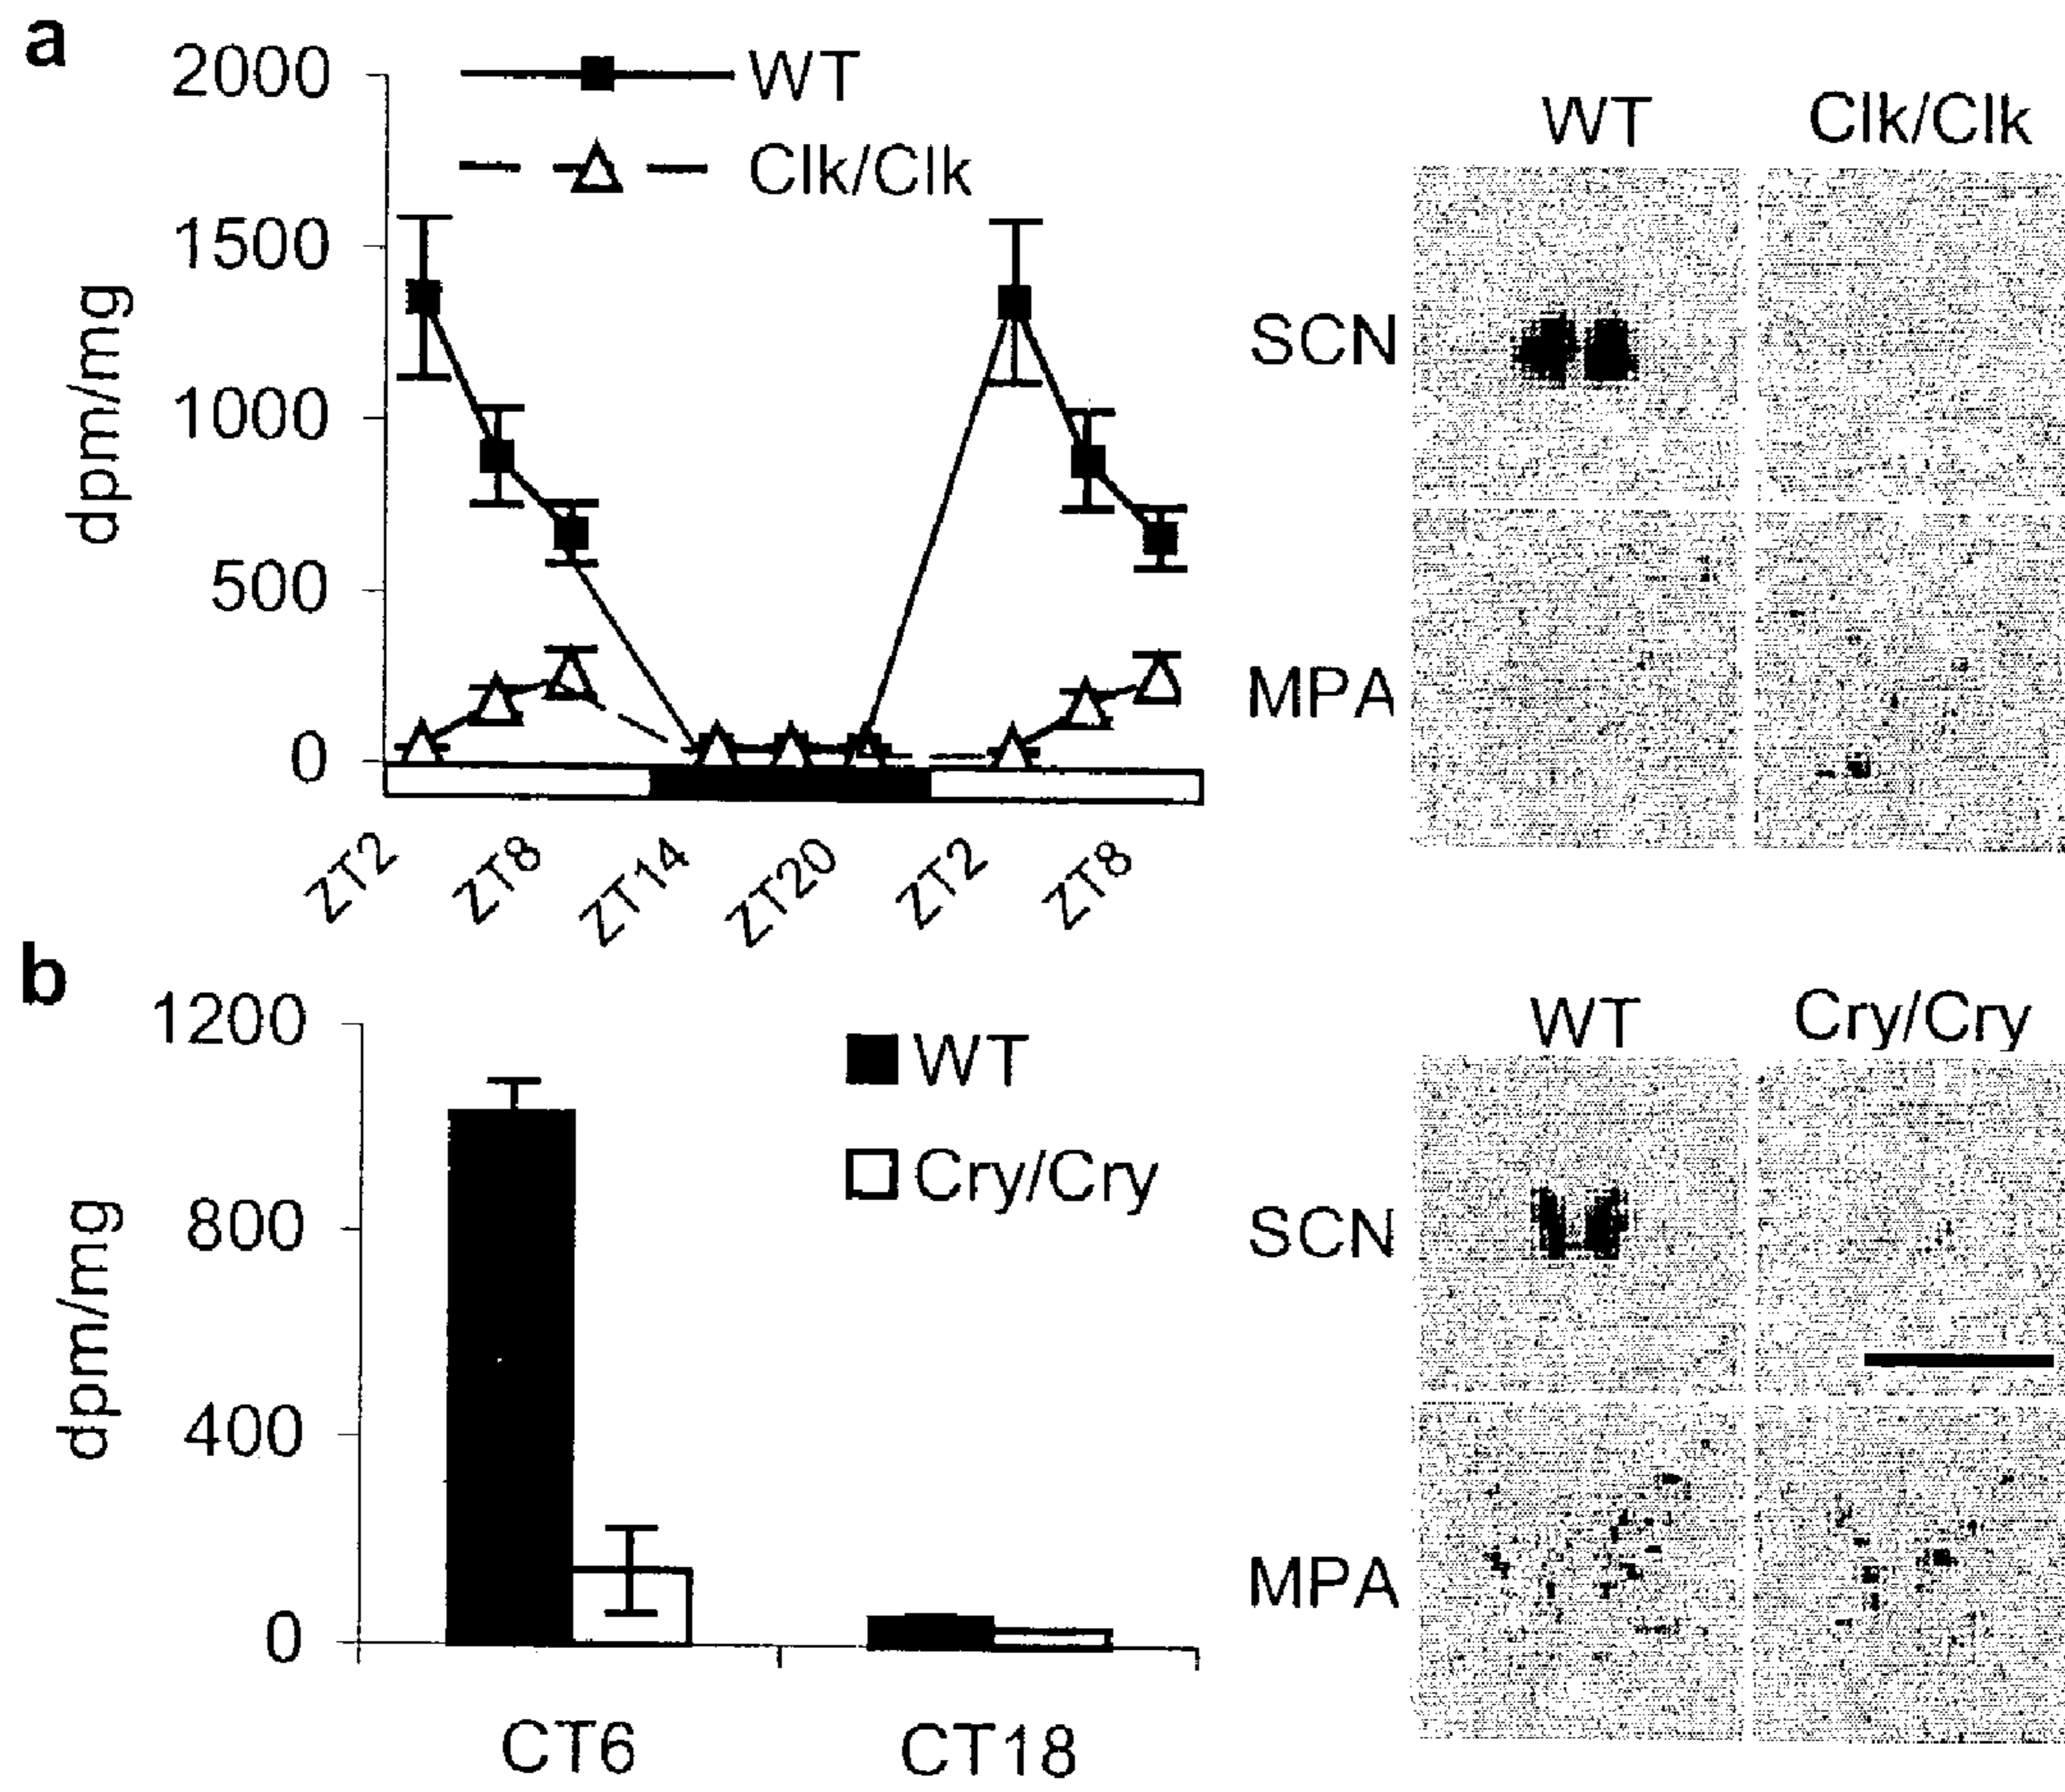 a
2000
1500
1000
500
0
dpm/mg
WT
Clk/Clk
ZT2
ZT8
ZT14
ZT20
ZT2
ZT8
WT Clk/Clk
SCN
MPA
b
1200
800
400
0
dpm/mg
WT
Cry/Cry
CT6 CT18
WT Cry/Cry
SCN
MPA